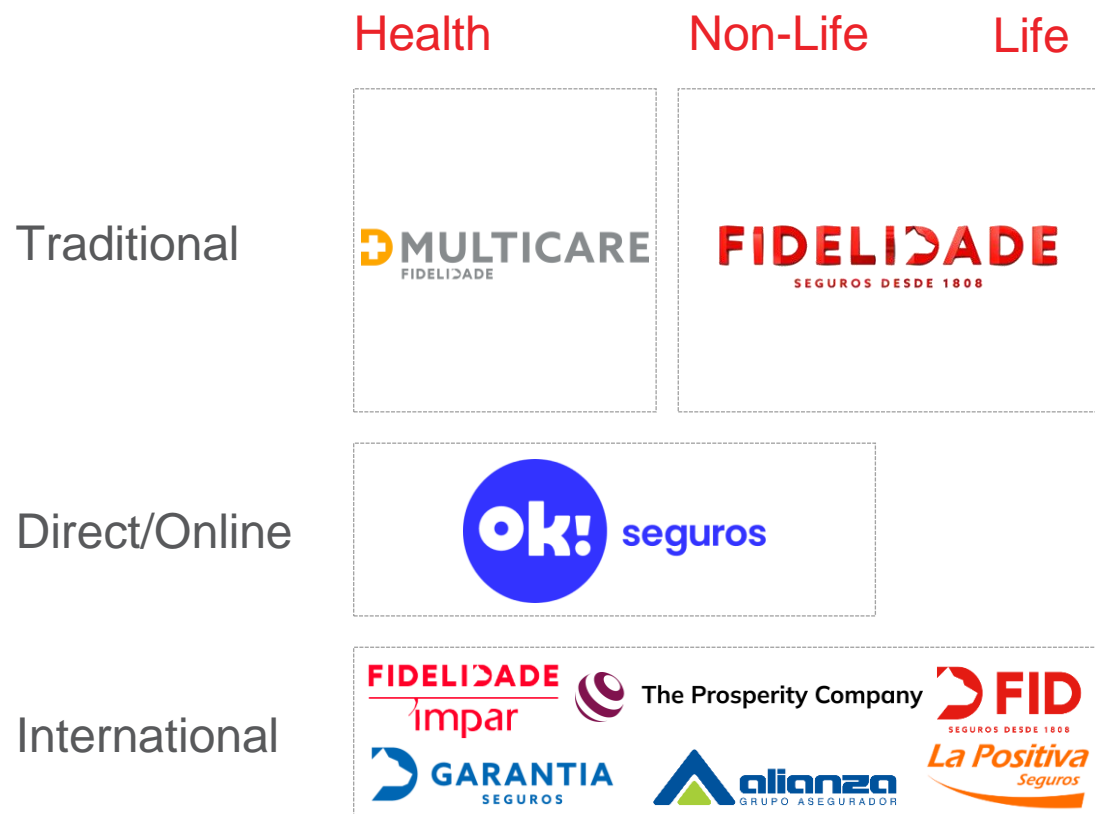 Health Non-Life Life
Traditional
MULTICARE
FIDELIDADE
FIDELIDADE
SEGUROS DESDE 1808
Direct/Online
ok! seguros
International
FIDELIDADE
impar
The Prosperity Company
FID
SEGUROS DESDE 1808
GARANTIA
SEGUROS
alianza
GRUPO ASEGURADOR
La Positiva
Seguros